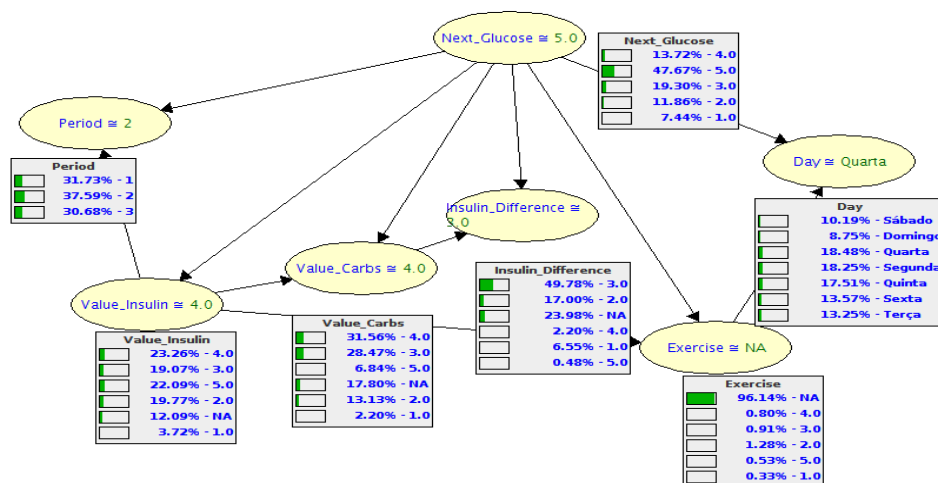 Next_Glucose ≅ 5.0
Next_Glucose
13.72% - 4.0
47.67% - 5.0
19.30% - 3.0
11.86% - 2.0
7.44% - 1.0
Period ≅ 2
Period
31.73% - 1
37.59% - 2
30.68% - 3
Day ≅ Quarta
Day
10.19% - Sábado
8.75% - Domingo
18.48% - Quarta
18.25% - Segunda
17.51% - Quinta
13.57% - Sexta
13.25% - Terça
Insulin_Difference ≅
3.0
Insulin_Difference
49.78% - 3.0
17.00% - 2.0
23.98% - NA
2.20% - 4.0
6.55% - 1.0
0.48% - 5.0
Value_Carbs ≅ 4.0
Value_Carbs
31.56% - 4.0
28.47% - 3.0
6.84% - 5.0
17.80% - NA
13.13% - 2.0
2.20% - 1.0
Value_Insulin ≅ 4.0
Value_Insulin
23.26% - 4.0
19.07% - 3.0
22.09% - 5.0
19.77% - 2.0
12.09% - NA
3.72% - 1.0
Exercise ≅ NA
Exercise
96.14% - NA
0.80% - 4.0
0.91% - 3.0
1.28% - 2.0
0.53% - 5.0
0.33% - 1.0